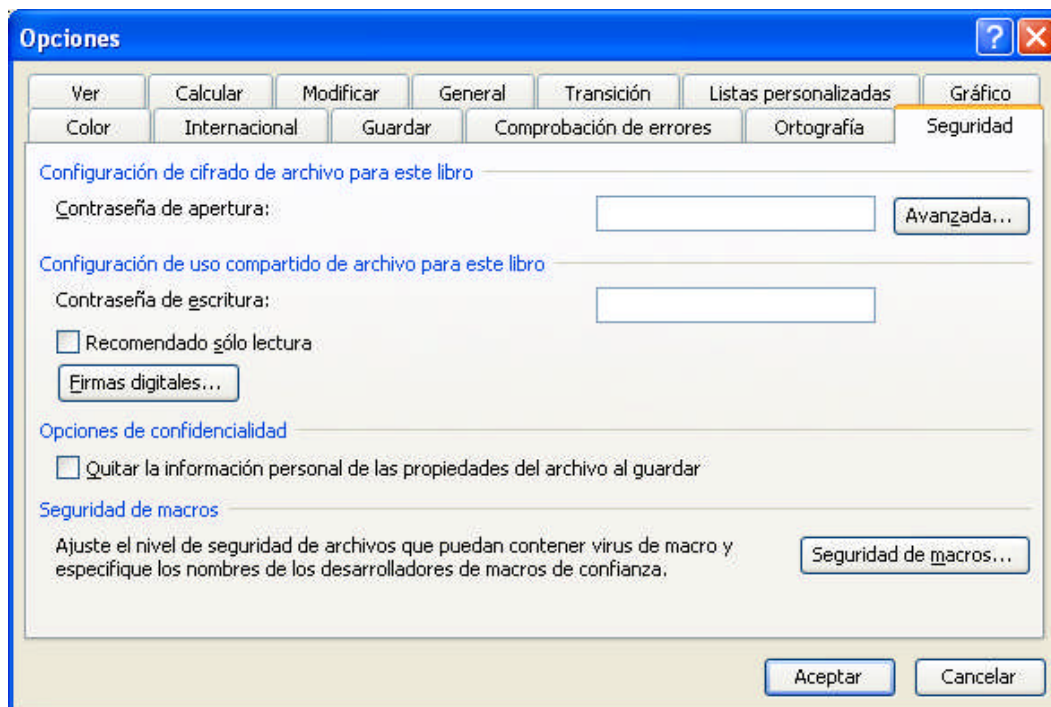 Opciones
?
Ver Calcular Modificar General Transición Listas personalizadas Gráfico
Color Internacional Guardar Comprobación de errores Ortografía Seguridad
Configuración de cifrado de archivo para este libro
Contraseña de apertura: Avanzada...
Configuración de uso compartido de archivo para este libro
Contraseña de escritura:
Recomendado sólo lectura
Firmas digitales...
Opciones de confidencialidad
Quitar la información personal de las propiedades del archivo al guardar
Seguridad de macros
Ajuste el nivel de seguridad de archivos que puedan contener virus de macro y
especifique los nombres de los desarrolladores de macros de confianza.
Seguridad de macros...
Aceptar Cancelar